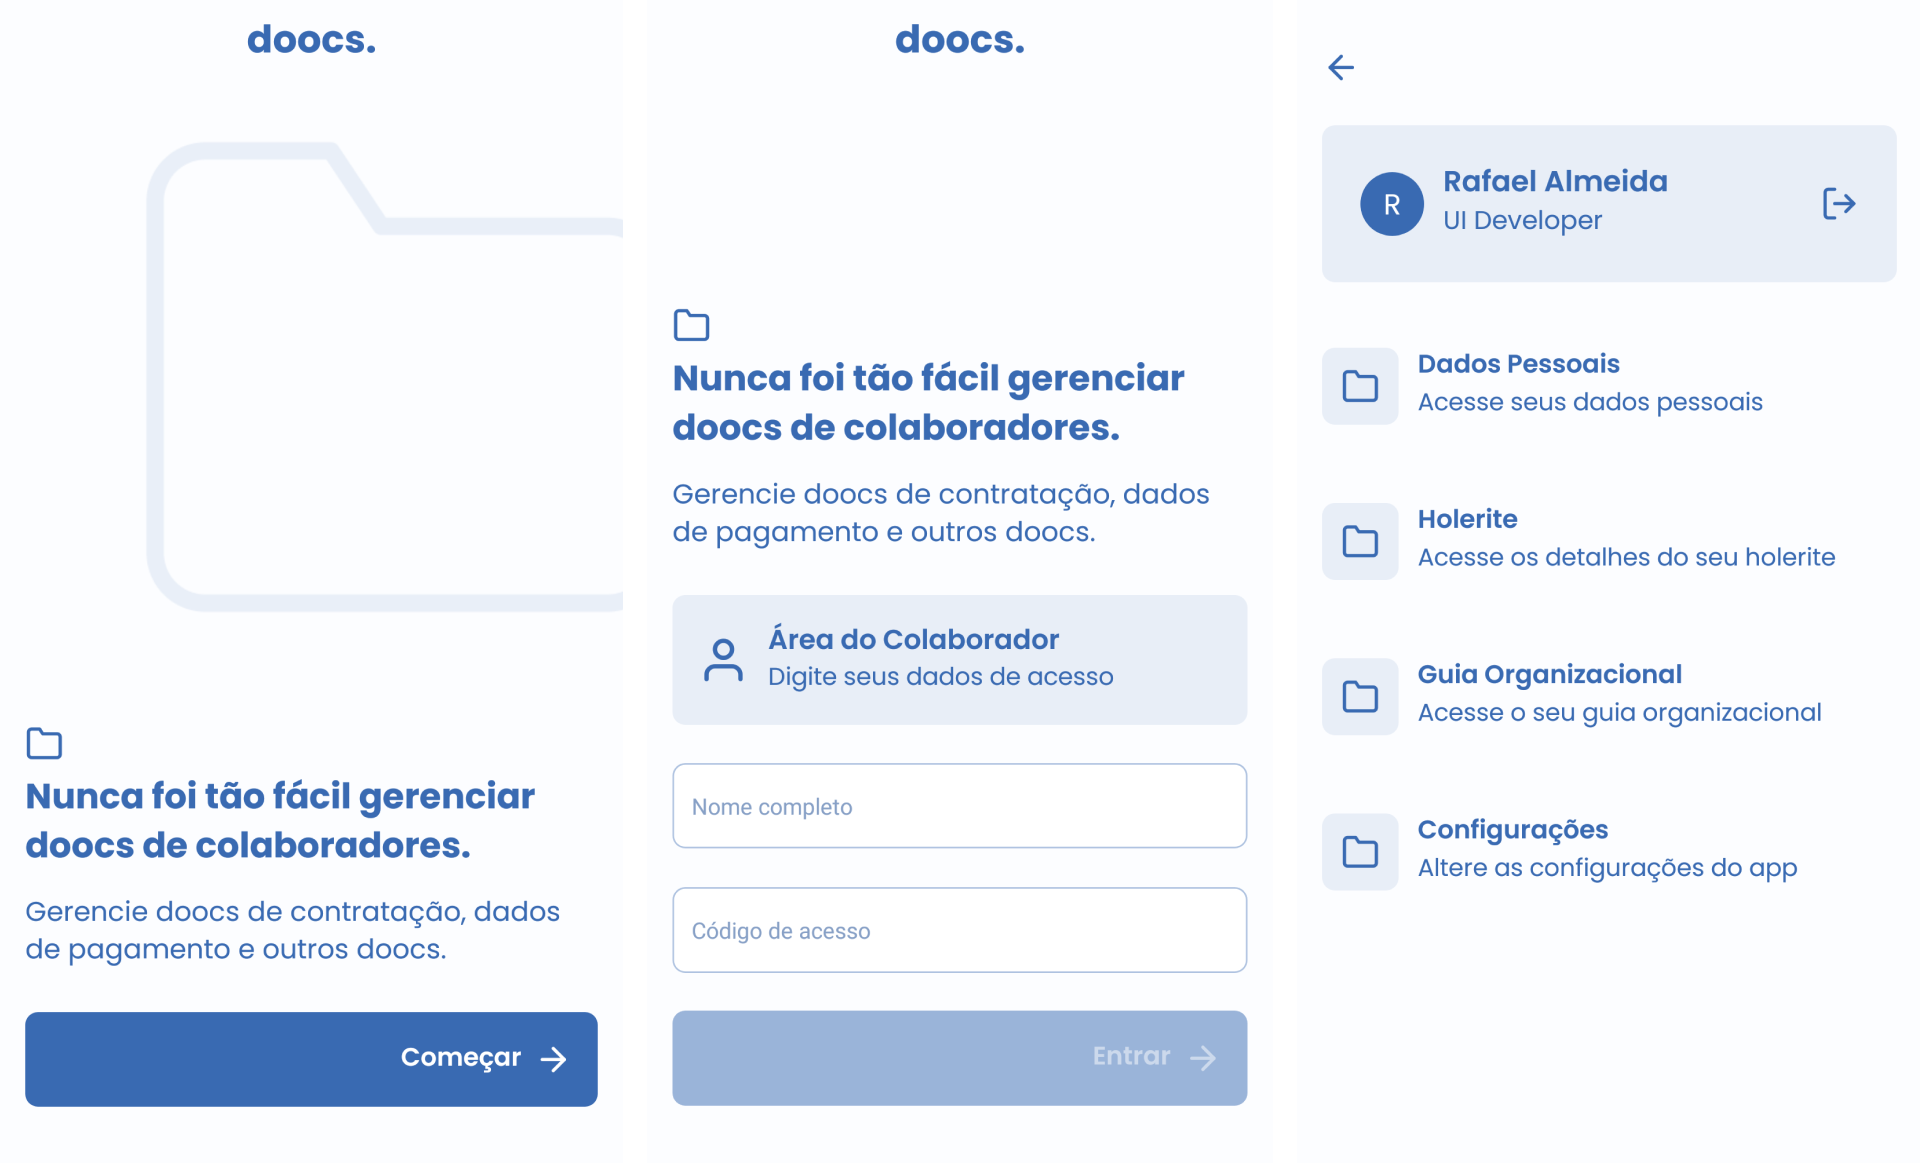 doocs.
Nunca foi tão fácil gerenciar
doocs de colaboradores.
Gerencie doocs de contratação, dados
de pagamento e outros doocs.
Começar
doocs.
Nunca foi tão fácil gerenciar
doocs de colaboradores.
Gerencie doocs de contratação, dados
de pagamento e outros doocs.
Área do Colaborador
Digite seus dados de acesso
Nome completo
Código de acesso
Entrar
R
Rafael Almeida
UI Developer
Dados Pessoais
Acesse seus dados pessoais
Holerite
Acesse os detalhes do seu holerite
Guia Organizacional
Acesse o seu guia organizacional
Configurações
Altere as configurações do app